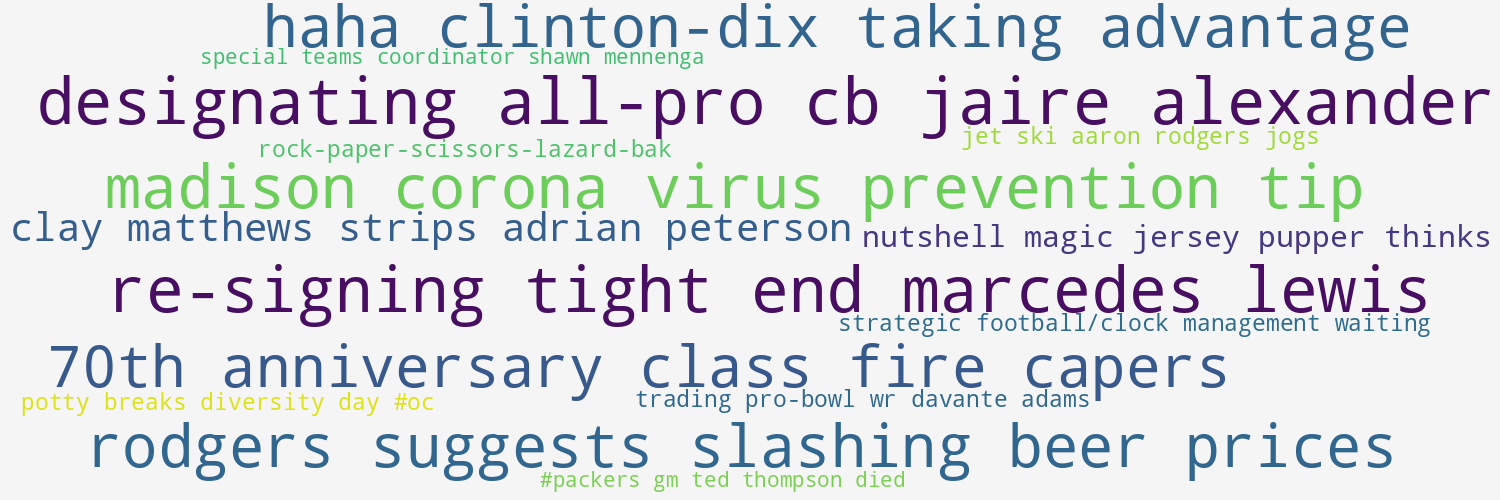 haha clinton-dix taking advantage
special teams coordinator shawn mennenga
designating all-pro cb jaire alexander
jet ski aaron rodgers jogs
rock-paper-scissors-lazard-bak
madison corona virus prevention tip
clay matthews strips adrian peterson
nutshell magic jersey pupper thinks
re-signing tight end marcedes lewis
strategic football/clock management waiting
70th anniversary class fire capers
potty breaks diversity day #oc
trading pro-bowl wr davante adams
rodgers suggests slashing beer prices
#packers gm ted thompson died